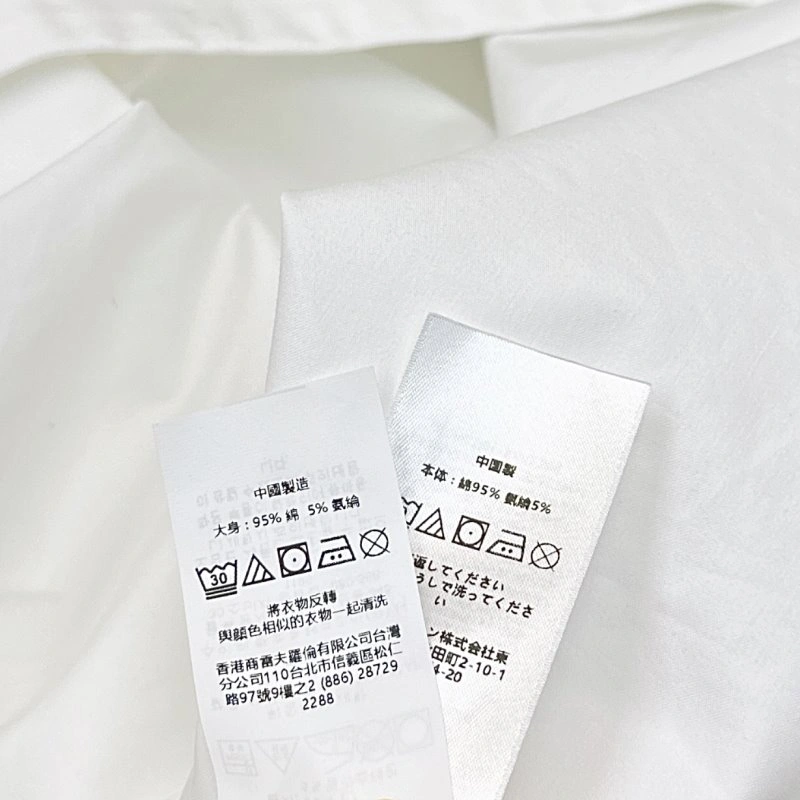 中國製造
大身：95% 綿 5% 氨綸
30
將衣物反轉
與顏色相似的衣物一起清洗
香港商雷夫羅倫有限公司台灣
分公司110台北市信義區松仁
路97號9樓之2 (886) 28729
2288
中国製
本体：綿95% 氨綸5%
返してください
うしで洗ってくださ
い
ン株式会社東
田町2-10-1
4-20